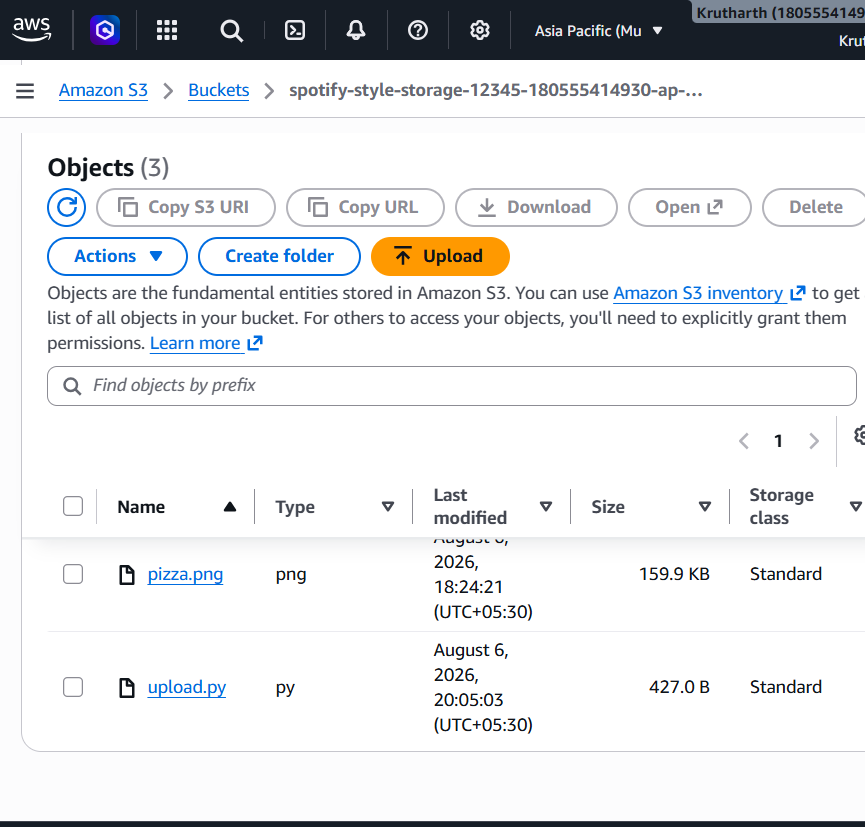 aws
Asia Pacific (Mu
Krutharth (1805554149
Kru
Amazon S3
Buckets
spotify-style-storage-12345-180555414930-ap-...
Objects (3)
Copy S3 URI
Copy URL
Download
Open
Delete
Actions
Create folder
Upload
Objects are the fundamental entities stored in Amazon S3. You can use Amazon S3 inventory to get
list of all objects in your bucket. For others to access your objects, you'll need to explicitly grant them
permissions. Learn more
Find objects by prefix
1
Name
Type
Last
modified
Size
Storage
class
pizza.png
png
August 6,
2026,
18:24:21
(UTC+05:30)
159.9 KB
Standard
upload.py
py
August 6,
2026,
20:05:03
(UTC+05:30)
427.0 B
Standard